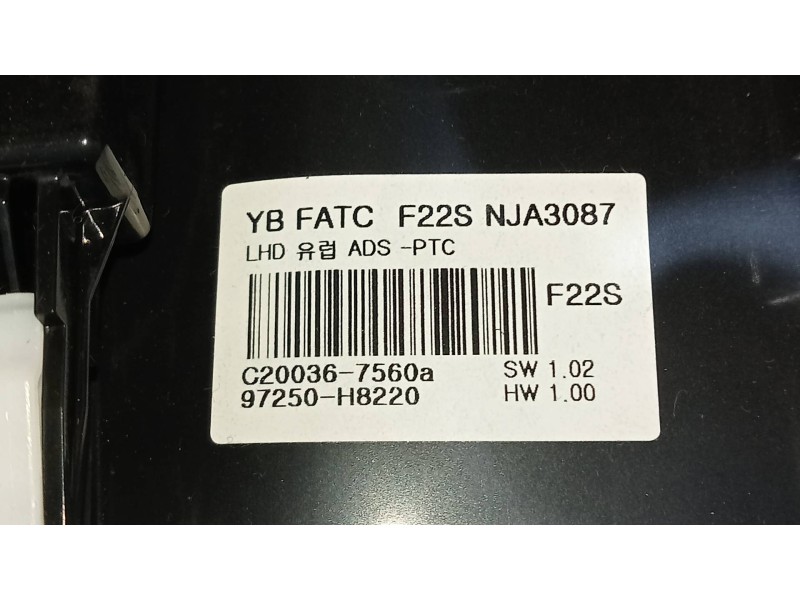 YB FATC F22S NJA3087
LHD 유럽 ADS -PTC
F22S
C20036-7560a SW 1.02
97250-H8220 HW 1.00